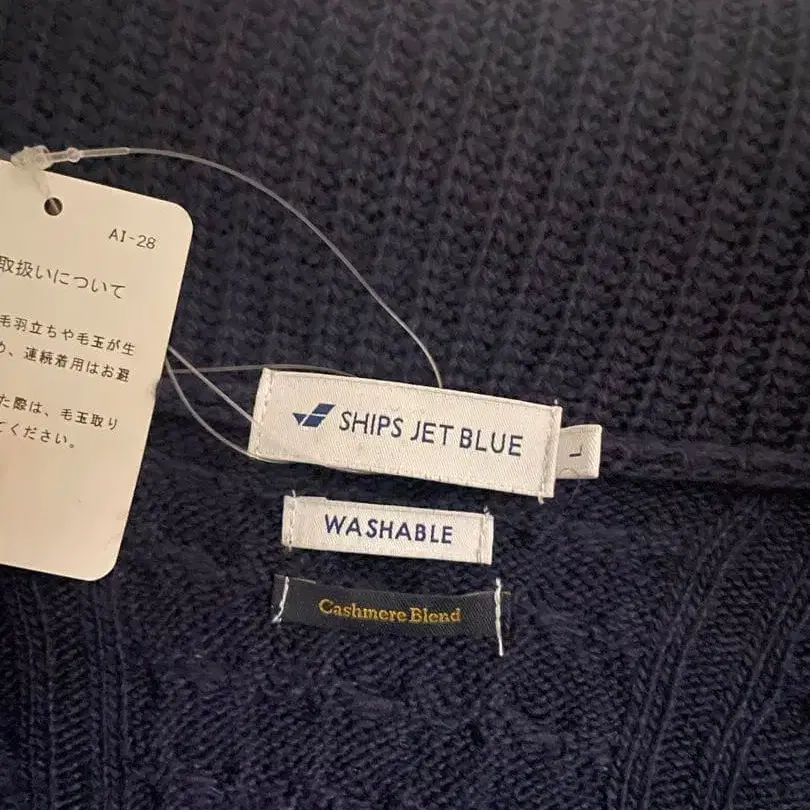 AI-28
取扱いについて
毛羽立ちや毛玉が生
め、連続着用はお避
た際は、毛玉取り
てください。
SHIPS JET BLUE
L
WASHABLE
Cashmere Blend